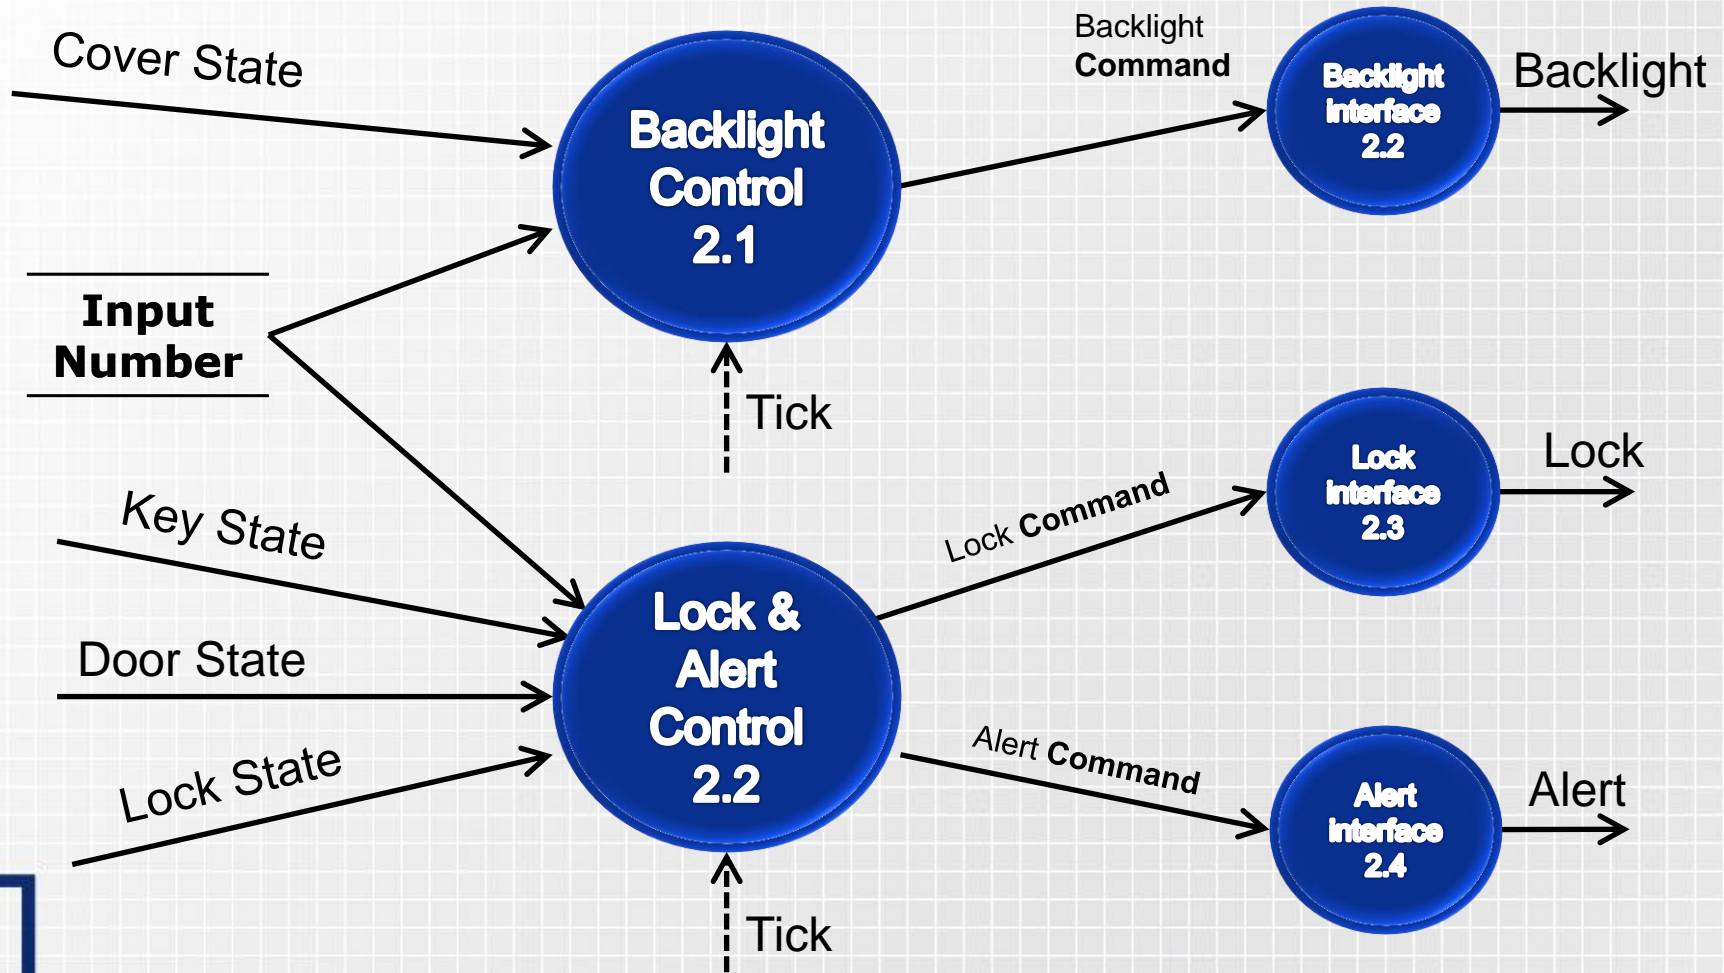 Cover State
Backlight
Control
2.1
Backlight
Command
Backlight
interface
2.2
Backlight
Input
Number
Tick
Key State
Door State
Lock State
Lock &
Alert
Control
2.2
Lock Command
Lock
interface
2.3
Lock
Alert Command
Alert
interface
2.4
Alert
Tick